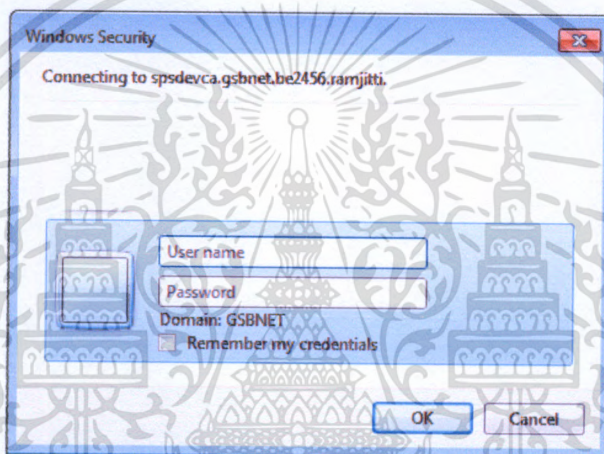 Windows Security
Connecting to spsdevca.gsbnet.be2456.ramjitti.
User name
Password
Domain: GSBNET
Remember my credentials
OK
Cancel